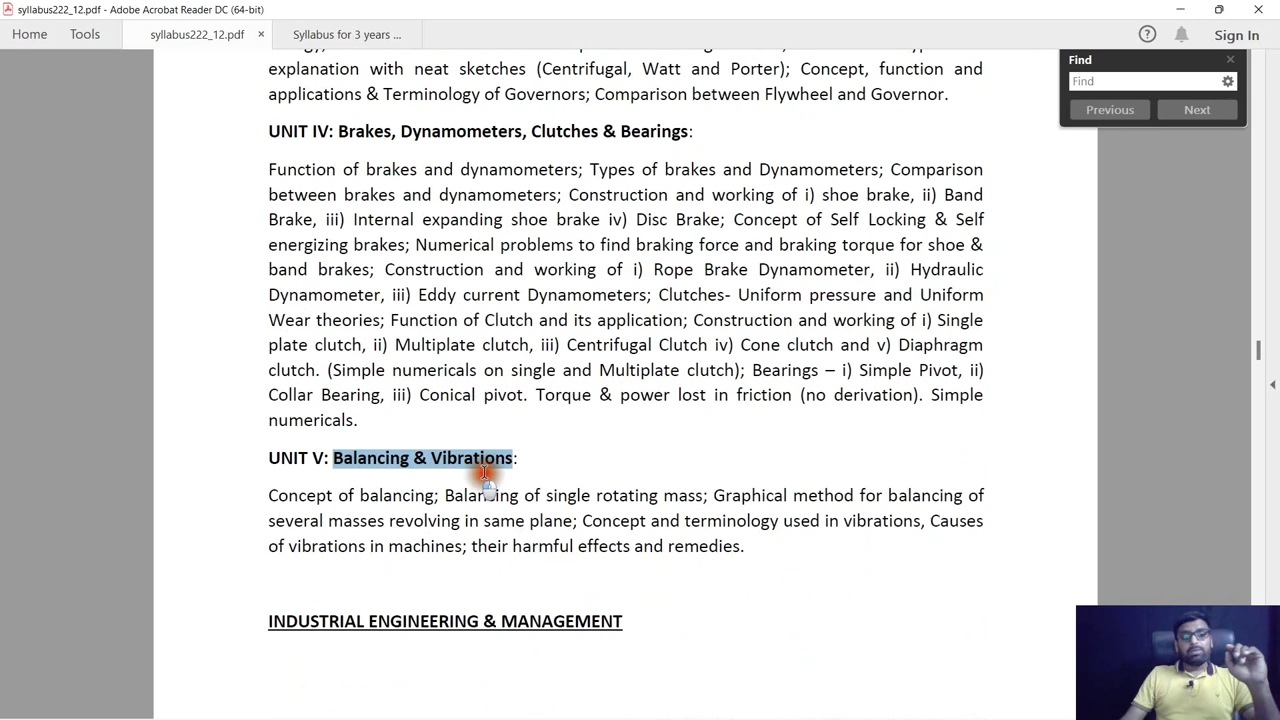 syllabus222_12.pdf - Adobe Acrobat Reader DC (64-bit)
Home Tools syllabus222_12.pdf × Syllabus for 3 years ... Sign In
Find
Find
Previous Next
explanation with neat sketches (Centrifugal, Watt and Porter); Concept, function and
applications & Terminology of Governors; Comparison between Flywheel and Governor.
UNIT IV: Brakes, Dynamometers, Clutches & Bearings:
Function of brakes and dynamometers; Types of brakes and Dynamometers; Comparison
between brakes and dynamometers; Construction and working of i) shoe brake, ii) Band
Brake, iii) Internal expanding shoe brake iv) Disc Brake; Concept of Self Locking & Self
energizing brakes; Numerical problems to find braking force and braking torque for shoe &
band brakes; Construction and working of i) Rope Brake Dynamometer, ii) Hydraulic
Dynamometer, iii) Eddy current Dynamometers; Clutches- Uniform pressure and Uniform
Wear theories; Function of Clutch and its application; Construction and working of i) Single
plate clutch, ii) Multiplate clutch, iii) Centrifugal Clutch iv) Cone clutch and v) Diaphragm
clutch. (Simple numericals on single and Multiplate clutch); Bearings – i) Simple Pivot, ii)
Collar Bearing, iii) Conical pivot. Torque & power lost in friction (no derivation). Simple
numericals.
UNIT V: Balancing & Vibrations:
Concept of balancing; Balancing of single rotating mass; Graphical method for balancing of
several masses revolving in same plane; Concept and terminology used in vibrations, Causes
of vibrations in machines; their harmful effects and remedies.
INDUSTRIAL ENGINEERING & MANAGEMENT